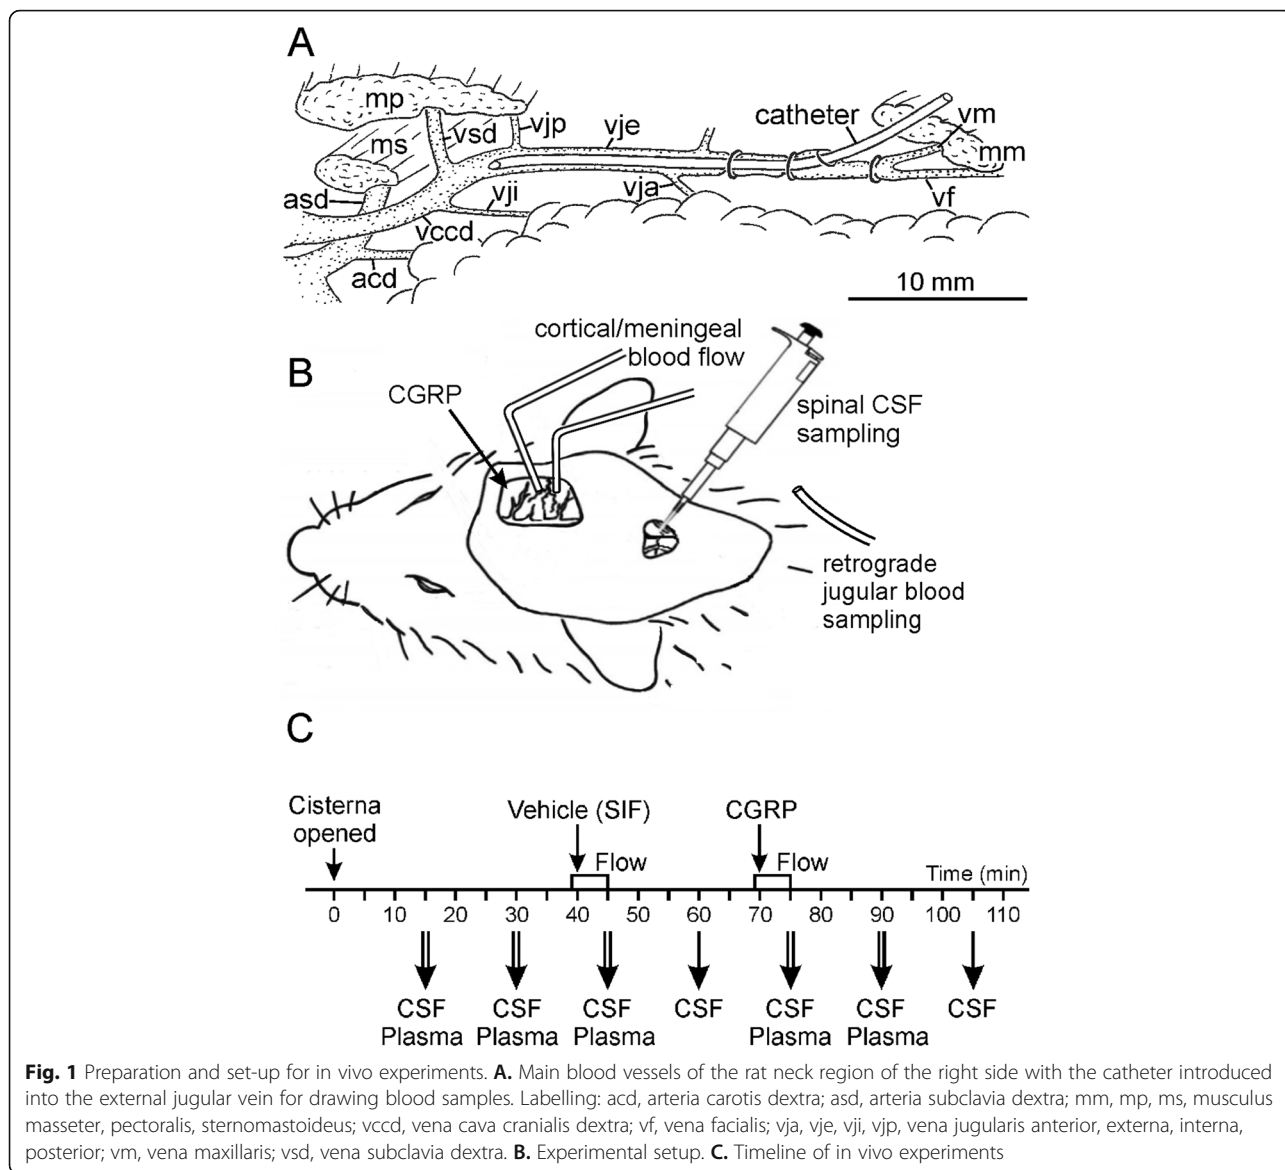 A
mp
vsd
vjp
vje
catheter
vm
ms
mm
asd
vji
vja
vf
vccd
acd
10 mm
B
cortical/meningeal
blood flow
CGRP
spinal CSF
sampling
retrograde
jugular blood
sampling
C
Cisterna
opened
Vehicle (SIF)
CGRP
Flow
Flow
Time (min)
0 10 20 30 40 50 60 70 80 90 100 110
CSF CSF CSF CSF CSF CSF CSF
Plasma Plasma Plasma Plasma Plasma
Fig. 1 Preparation and set-up for in vivo experiments. A. Main blood vessels of the rat neck region of the right side with the catheter introduced
into the external jugular vein for drawing blood samples. Labelling: acd, arteria carotis dextra; asd, arteria subclavia dextra; mm, mp, ms, musculus
masseter, pectoralis, sternomastoideus; vccd, vena cava cranialis dextra; vf, vena facialis; vja, vje, vji, vjp, vena jugularis anterior, externa, interna,
posterior; vm, vena maxillaris; vsd, vena subclavia dextra. B. Experimental setup. C. Timeline of in vivo experiments